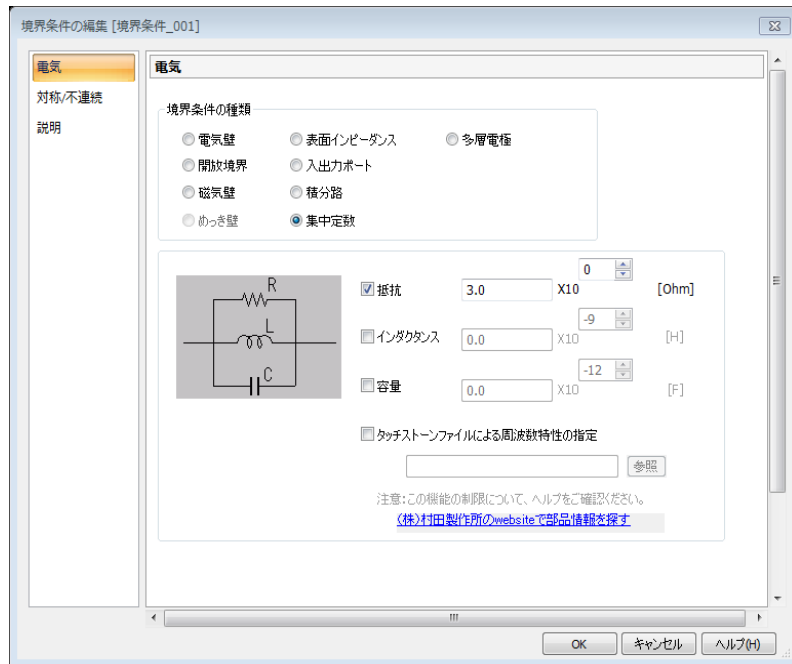 境界条件の編集 [境界条件_001]
電気
対称/不連続
説明
電気
境界条件の種類
電気壁 表面インピーダンス 多層電極
開放境界 入出力ポート
磁気壁 積分路
めっき壁 集中定数
R
L
C
抵抗 3.0 X10 0 [Ohm]
インダクタンス 0.0 X10 -9 [H]
容量 0.0 X10 -12 [F]
タッチストーンファイルによる周波数特性の指定
参照
注意：この機能の制限について、ヘルプをご確認ください。
(株)村田製作所のwebsiteで部品情報を探す
OK キャンセル ヘルプ(H)